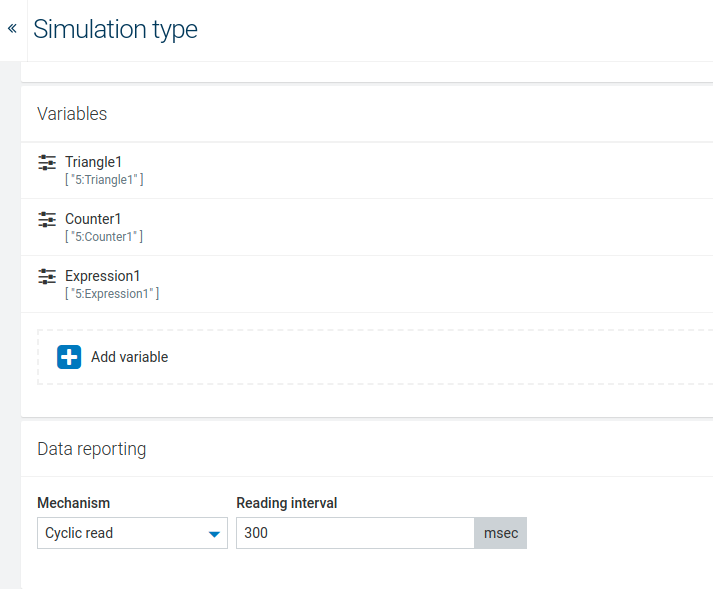 Simulation type
Variables
Triangle1
[ "5:Triangle1" ]
Counter1
[ "5:Counter1" ]
Expression1
[ "5:Expression1" ]
Add variable
Data reporting
Mechanism Reading interval
Cyclic read 300 msec